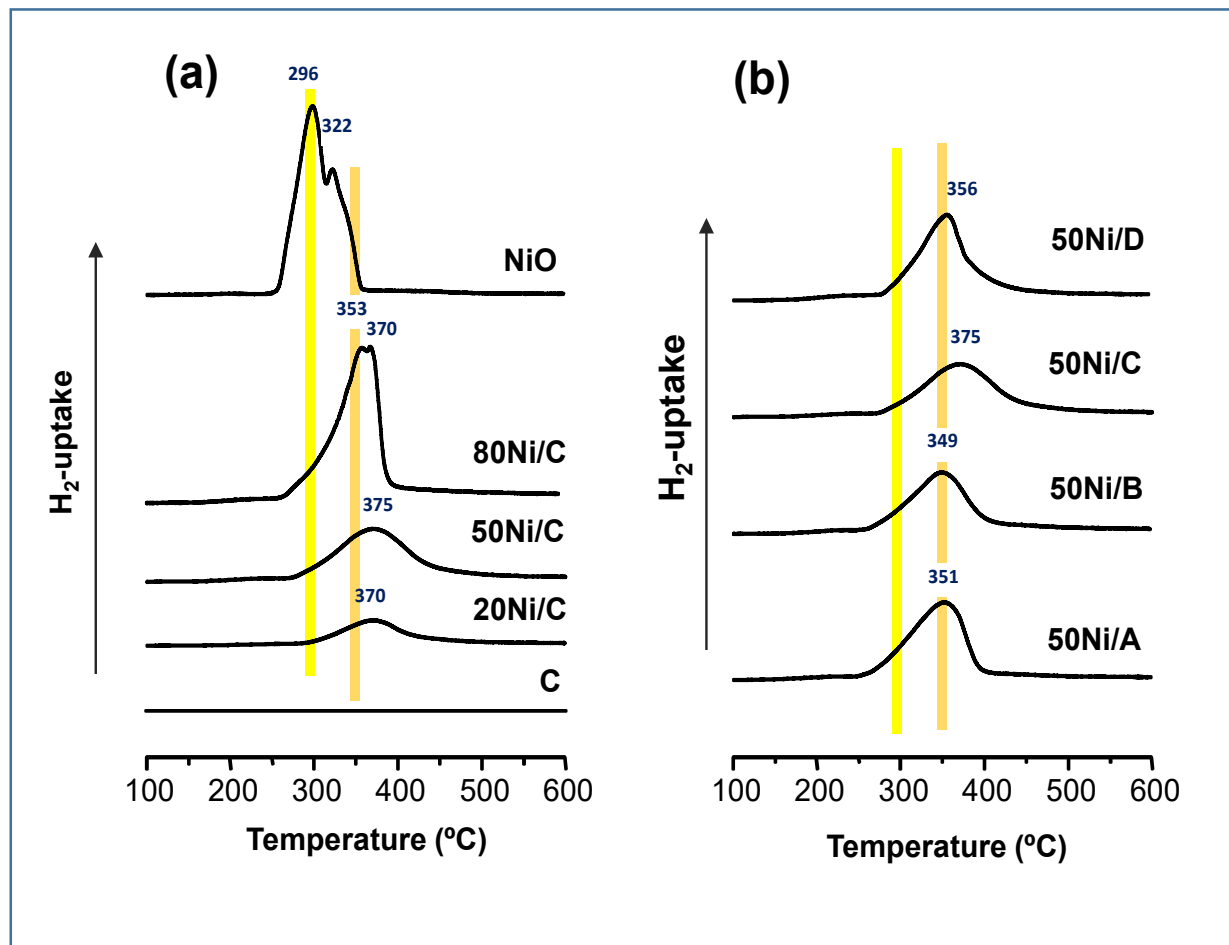 (a)
296
322
NiO
353
370
80Ni/C
375
50Ni/C
370
20Ni/C
C
H₂-uptake
100 200 300 400 500 600
Temperature (ºC)
(b)
356
50Ni/D
375
50Ni/C
349
50Ni/B
351
50Ni/A
H₂-uptake
100 200 300 400 500 600
Temperature (ºC)